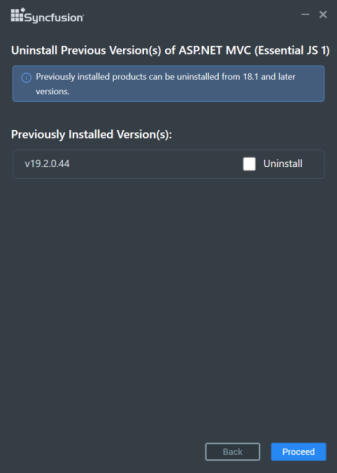 Syncfusion
Uninstall Previous Version(s) of ASP.NET MVC (Essential JS 1)
Previously installed products can be uninstalled from 18.1 and later
versions.
Previously Installed Version(s):
v19.2.0.44 Uninstall
Back Proceed